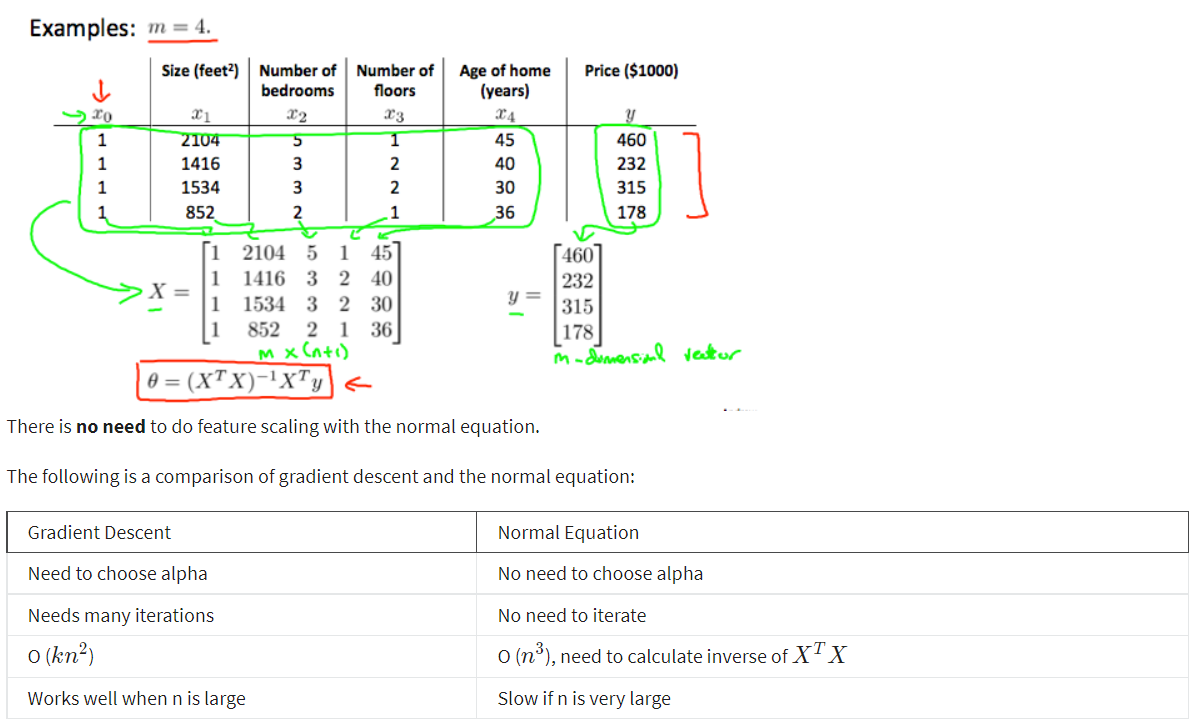 Examples: m = 4.
Size (feet²) Number of bedrooms Number of floors Age of home (years) Price ($1000)
x₀ x₁ x₂ x₃ x₄ y
1 2104 5 1 45 460
1 1416 3 2 40 232
1 1534 3 2 30 315
1 852 2 1 36 178
X = [1 2104 5 1 45
1 1416 3 2 40
1 1534 3 2 30
1 852 2 1 36]
m x (n+1)
y = [460
232
315
178]
m-dimensional vector
θ = (XᵀX)⁻¹Xᵀy
There is no need to do feature scaling with the normal equation.
The following is a comparison of gradient descent and the normal equation:
Gradient Descent Normal Equation
Need to choose alpha No need to choose alpha
Needs many iterations No need to iterate
O (kn²) O (n³), need to calculate inverse of XᵀX
Works well when n is large Slow if n is very large